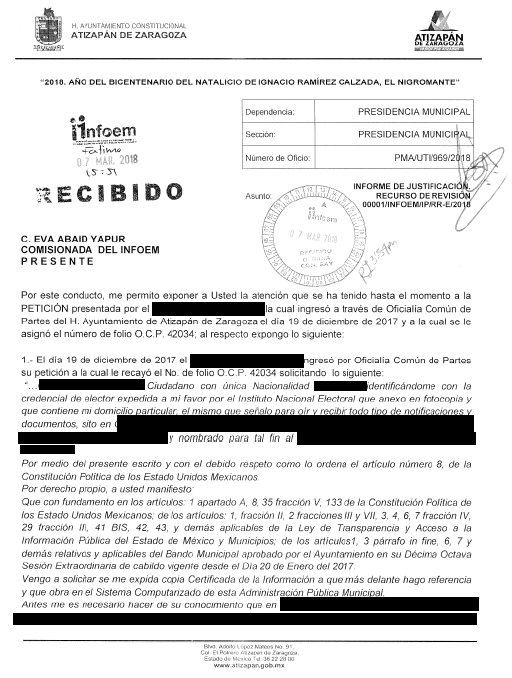 H. AYUNTAMIENTO CONSTITUCIONAL
ATIZAPÁN DE ZARAGOZA
ATIZAPÁN
DE ZARAGOZA
"2018. AÑO DEL BICENTENARIO DEL NATALICIO DE IGNACIO RAMÍREZ CALZADA, EL NIGROMANTE"
infoem
Fatima
07 MAR. 2018
15:51
RECIBIDO
Dependencia: PRESIDENCIA MUNICIPAL
Sección: PRESIDENCIA MUNICIPAL
Número de Oficio: PMA/UTI/969/2018
Asunto: INFORME DE JUSTIFICACIÓN.
RECURSO DE REVISIÓN
00001/INFOEM/IP/RR-E/2018
infoem
07 MAR 2018
C. EVA ABAID YAPUR
COMISIONADA DEL INFOEM
P R E S E N T E
Por este conducto, me permito exponer a Usted la atención que se ha tenido hasta el momento a la
PETICIÓN presentada por el la cual ingresó a través de Oficialía Común de
Partes del H. Ayuntamiento de Atizapán de Zaragoza el día 19 de diciembre de 2017 y a la cual se le
asignó el número de folio O.C.P. 42034; al respecto expongo lo siguiente:
1.- El día 19 de diciembre de 2017 el ingresó por Oficialía Común de Partes
su petición a la cual le recayó el No. de folio O.C.P. 42034 solicitando lo siguiente:
"... Ciudadano con única Nacionalidad identificándome con la
credencial de elector expedida a mi favor por el Instituto Nacional Electoral que anexo en fotocopia y
que contiene mi domicilio particular, el mismo que señalo para oír y recibir todo tipo de notificaciones y
documentos, sito en
y nombrado para tal fin al
Por medio del presente escrito y con el debido respeto como lo ordena el artículo número 8, de la
Constitución Política de los Estado Unidos Mexicanos.
Por derecho propio, a usted manifiesto:
Que con fundamento en los artículos: 1 apartado A, 8, 35 fracción V, 133 de la Constitución Política de
los Estado Unidos Mexicanos; de los artículos: 1, fracción II, 2 fracciones III y VII, 3, 4, 6, 7 fracción IV,
29 fracción III, 41 BIS, 42, 43, y demás aplicables de la Ley de Transparencia y Acceso a la
Información Pública del Estado de México y Municipios; de los artículos1, 3 párrafo in fine, 6, 7 y
demás relativos y aplicables del Bando Municipal aprobado por el Ayuntamiento en su Décima Octava
Sesión Extraordinaria de cabildo vigente desde el Día 20 de Enero del 2017.
Vengo a solicitar se me expida copia Certificada de la Información a que más delante hago referencia
y que obra en el Sistema Computarizado de esta Administración Pública Municipal.
Antes me es necesario hacer de su conocimiento que en
Blvd. Adolfo López Mateos No. 91,
Col. El Potrero Atizapán de Zaragoza,
Estado de México Tel: 36 22 28 00
www.atizapan.gob.mx